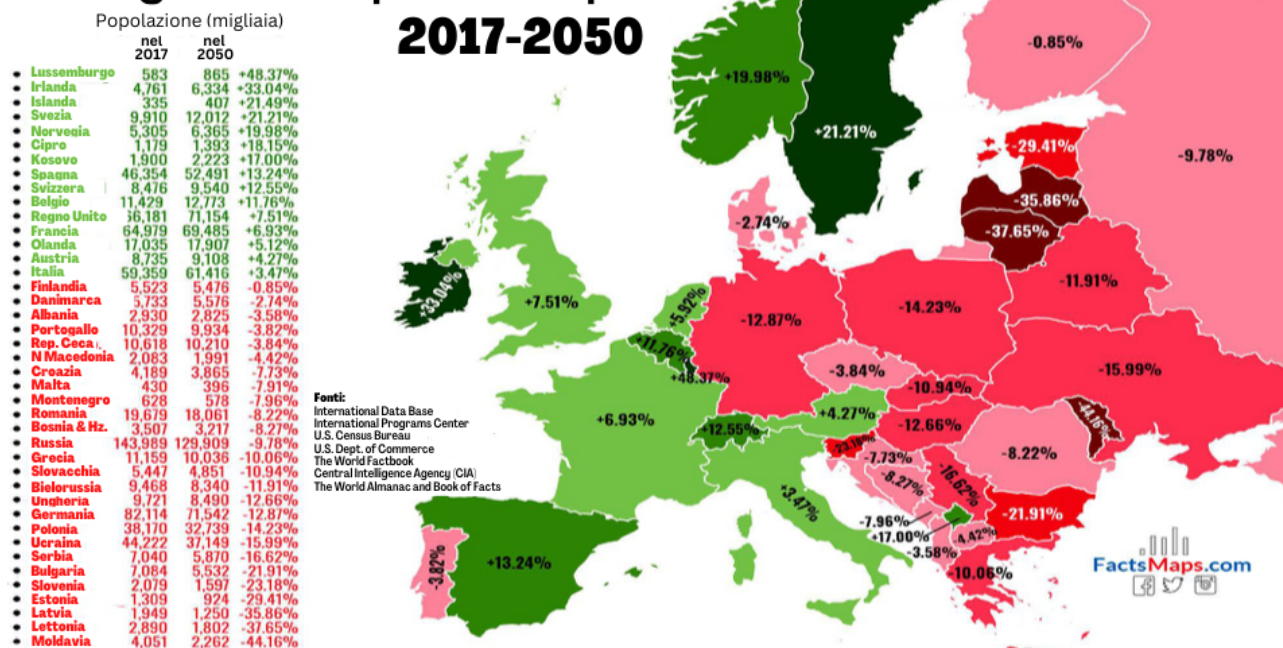 2017-2050
Popolazione (migliaia)
nel nel
2017 2050
Lussemburgo 583 865 +48.37%
Irlanda 4,761 6,334 +33.04%
Islanda 335 407 +21.49%
Svezia 9,910 12,012 +21.21%
Norvegia 5,305 6,365 +19.98%
Cipro 1,179 1,393 +18.15%
Kosovo 1,900 2,223 +17.00%
Spagna 46,354 52,491 +13.24%
Svizzera 8,476 9,540 +12.55%
Belgio 11,429 12,773 +11.76%
Regno Unito 66,181 71,154 +7.51%
Francia 64,979 69,485 +6.93%
Olanda 17,035 17,907 +5.12%
Austria 8,735 9,108 +4.27%
Italia 59,359 61,416 +3.47%
Finlandia 5,523 5,476 -0.85%
Danimarca 5,733 5,576 -2.74%
Albania 2,930 2,825 -3.58%
Portogallo 10,329 9,934 -3.82%
Rep. Ceca 10,618 10,210 -3.84%
N Macedonia 2,083 1,991 -4.42%
Croazia 4,189 3,865 -7.73%
Malta 430 396 -7.91%
Montenegro 628 578 -7.96%
Romania 19,679 18,061 -8.22%
Bosnia & Hz. 3,507 3,217 -8.27%
Russia 143,989 129,909 -9.78%
Grecia 11,159 10,036 -10.06%
Slovacchia 5,447 4,851 -10.94%
Bielorussia 9,468 8,340 -11.91%
Ungheria 9,721 8,490 -12.66%
Germania 82,114 71,542 -12.87%
Polonia 38,170 32,739 -14.23%
Ucraina 44,222 37,149 -15.99%
Serbia 7,040 5,870 -16.62%
Bulgaria 7,084 5,532 -21.91%
Slovenia 2,079 1,597 -23.18%
Estonia 1,309 924 -29.41%
Latvia 1,949 1,250 -35.86%
Lettonia 2,890 1,802 -37.65%
Moldavia 4,051 2,262 -44.16%
Fonti:
International Data Base
International Programs Center
U.S. Census Bureau
U.S. Dept. of Commerce
The World Factbook
Central Intelligence Agency (CIA)
The World Almanac and Book of Facts
-0.85%
+19.98%
+21.21%
-29.41%
-9.78%
-35.86%
-2.74%
-37.65%
-11.91%
+33.04%
+7.51%
+5.92%
-12.87%
-14.23%
+11.76%
+48.37%
-3.84%
-15.99%
-10.94%
+6.93%
+4.27%
-44.16%
+12.55%
-12.66%
-23.18%
-7.73%
-8.22%
-8.27%
-16.62%
+3.47%
-21.91%
-7.96%
+17.00%
-4.42%
-3.58%
+13.24%
-3.82%
-10.06%
FactsMaps.com